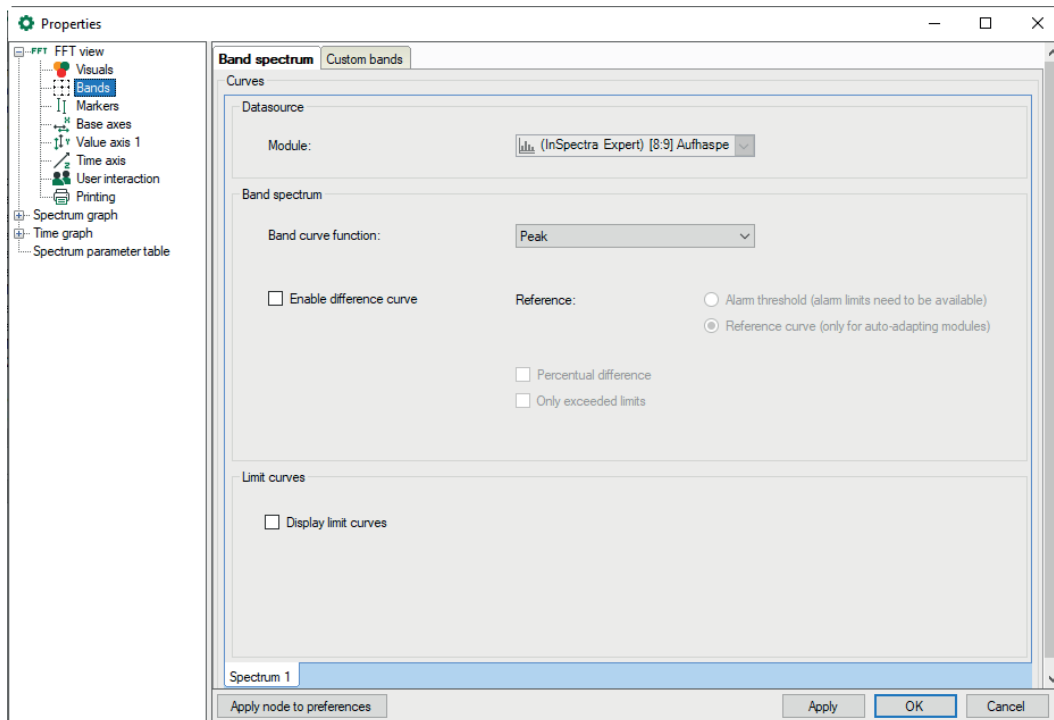 Properties
FFT FFT view
Visuals
Bands
Markers
Base axes
Value axis 1
Time axis
User interaction
Printing
Spectrum graph
Time graph
Spectrum parameter table
Band spectrum Custom bands
Curves
Datasource
Module: (InSpectra Expert) [8:9] Aufhaspe
Band spectrum
Band curve function: Peak
Enable difference curve Reference: Alarm threshold (alarm limits need to be available)
Reference curve (only for auto-adapting modules)
Percentual difference
Only exceeded limits
Limit curves
Display limit curves
Spectrum 1
Apply node to preferences Apply OK Cancel